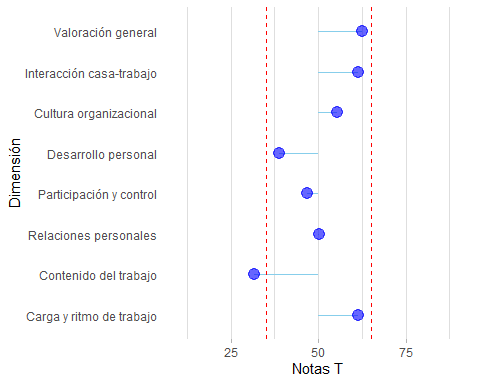 Valoración general
Interacción casa-trabajo
Cultura organizacional
Desarrollo personal
Participación y control
Relaciones personales
Contenido del trabajo
Carga y ritmo de trabajo
Dimensión
25 50 75
Notas T